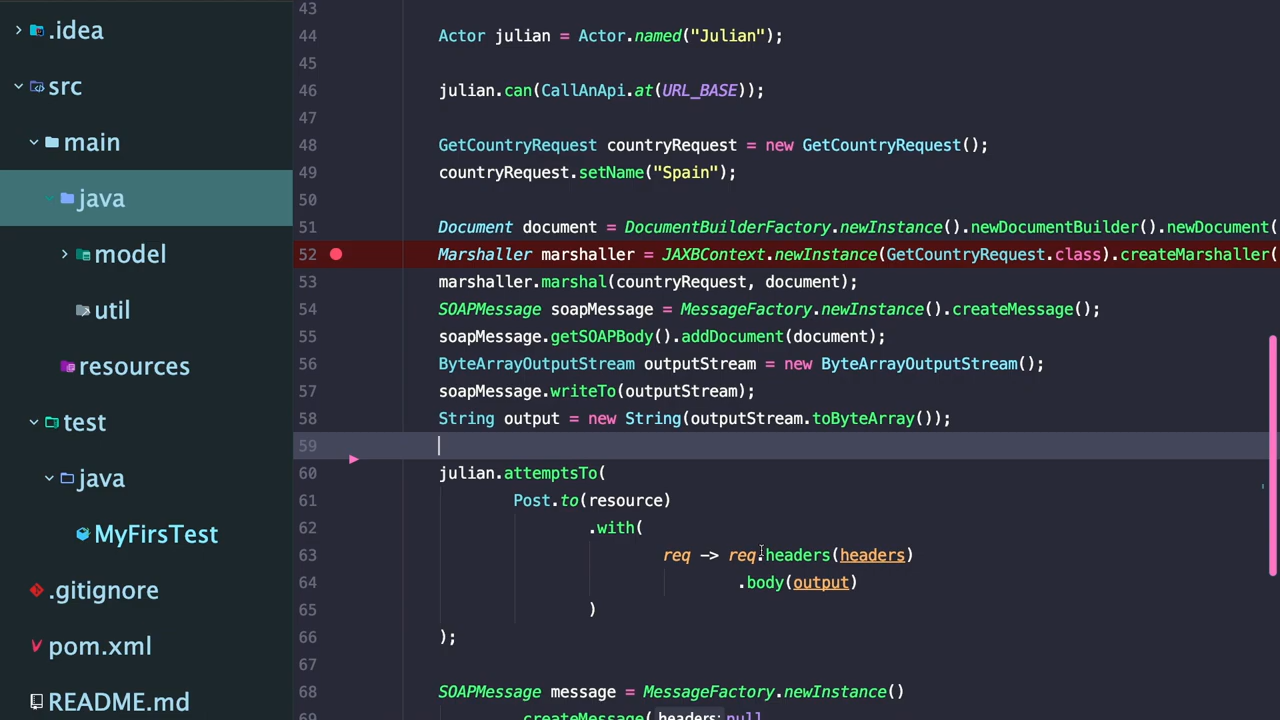 .idea
src
main
java
model
util
resources
test
java
MyFirsTest
.gitignore
pom.xml
README.md
43
44 Actor julian = Actor.named("Julian");
45
46 julian.can(CallAnApi.at(URL_BASE));
47
48 GetCountryRequest countryRequest = new GetCountryRequest();
49 countryRequest.setName("Spain");
50
51 Document document = DocumentBuilderFactory.newInstance().newDocumentBuilder().newDocument(
52 Marshaller marshaller = JAXBContext.newInstance(GetCountryRequest.class).createMarshaller(
53 marshaller.marshal(countryRequest, document);
54 SOAPMessage soapMessage = MessageFactory.newInstance().createMessage();
55 soapMessage.getSOAPBody().addDocument(document);
56 ByteArrayOutputStream outputStream = new ByteArrayOutputStream();
57 soapMessage.writeTo(outputStream);
58 String output = new String(outputStream.toByteArray());
59
60 julian.attemptsTo(
61 Post.to(resource)
62 .with(
63 req -> req.headers(headers)
64 .body(output)
65 )
66 );
67
68 SOAPMessage message = MessageFactory.newInstance()
69 .createMessage( headers: null